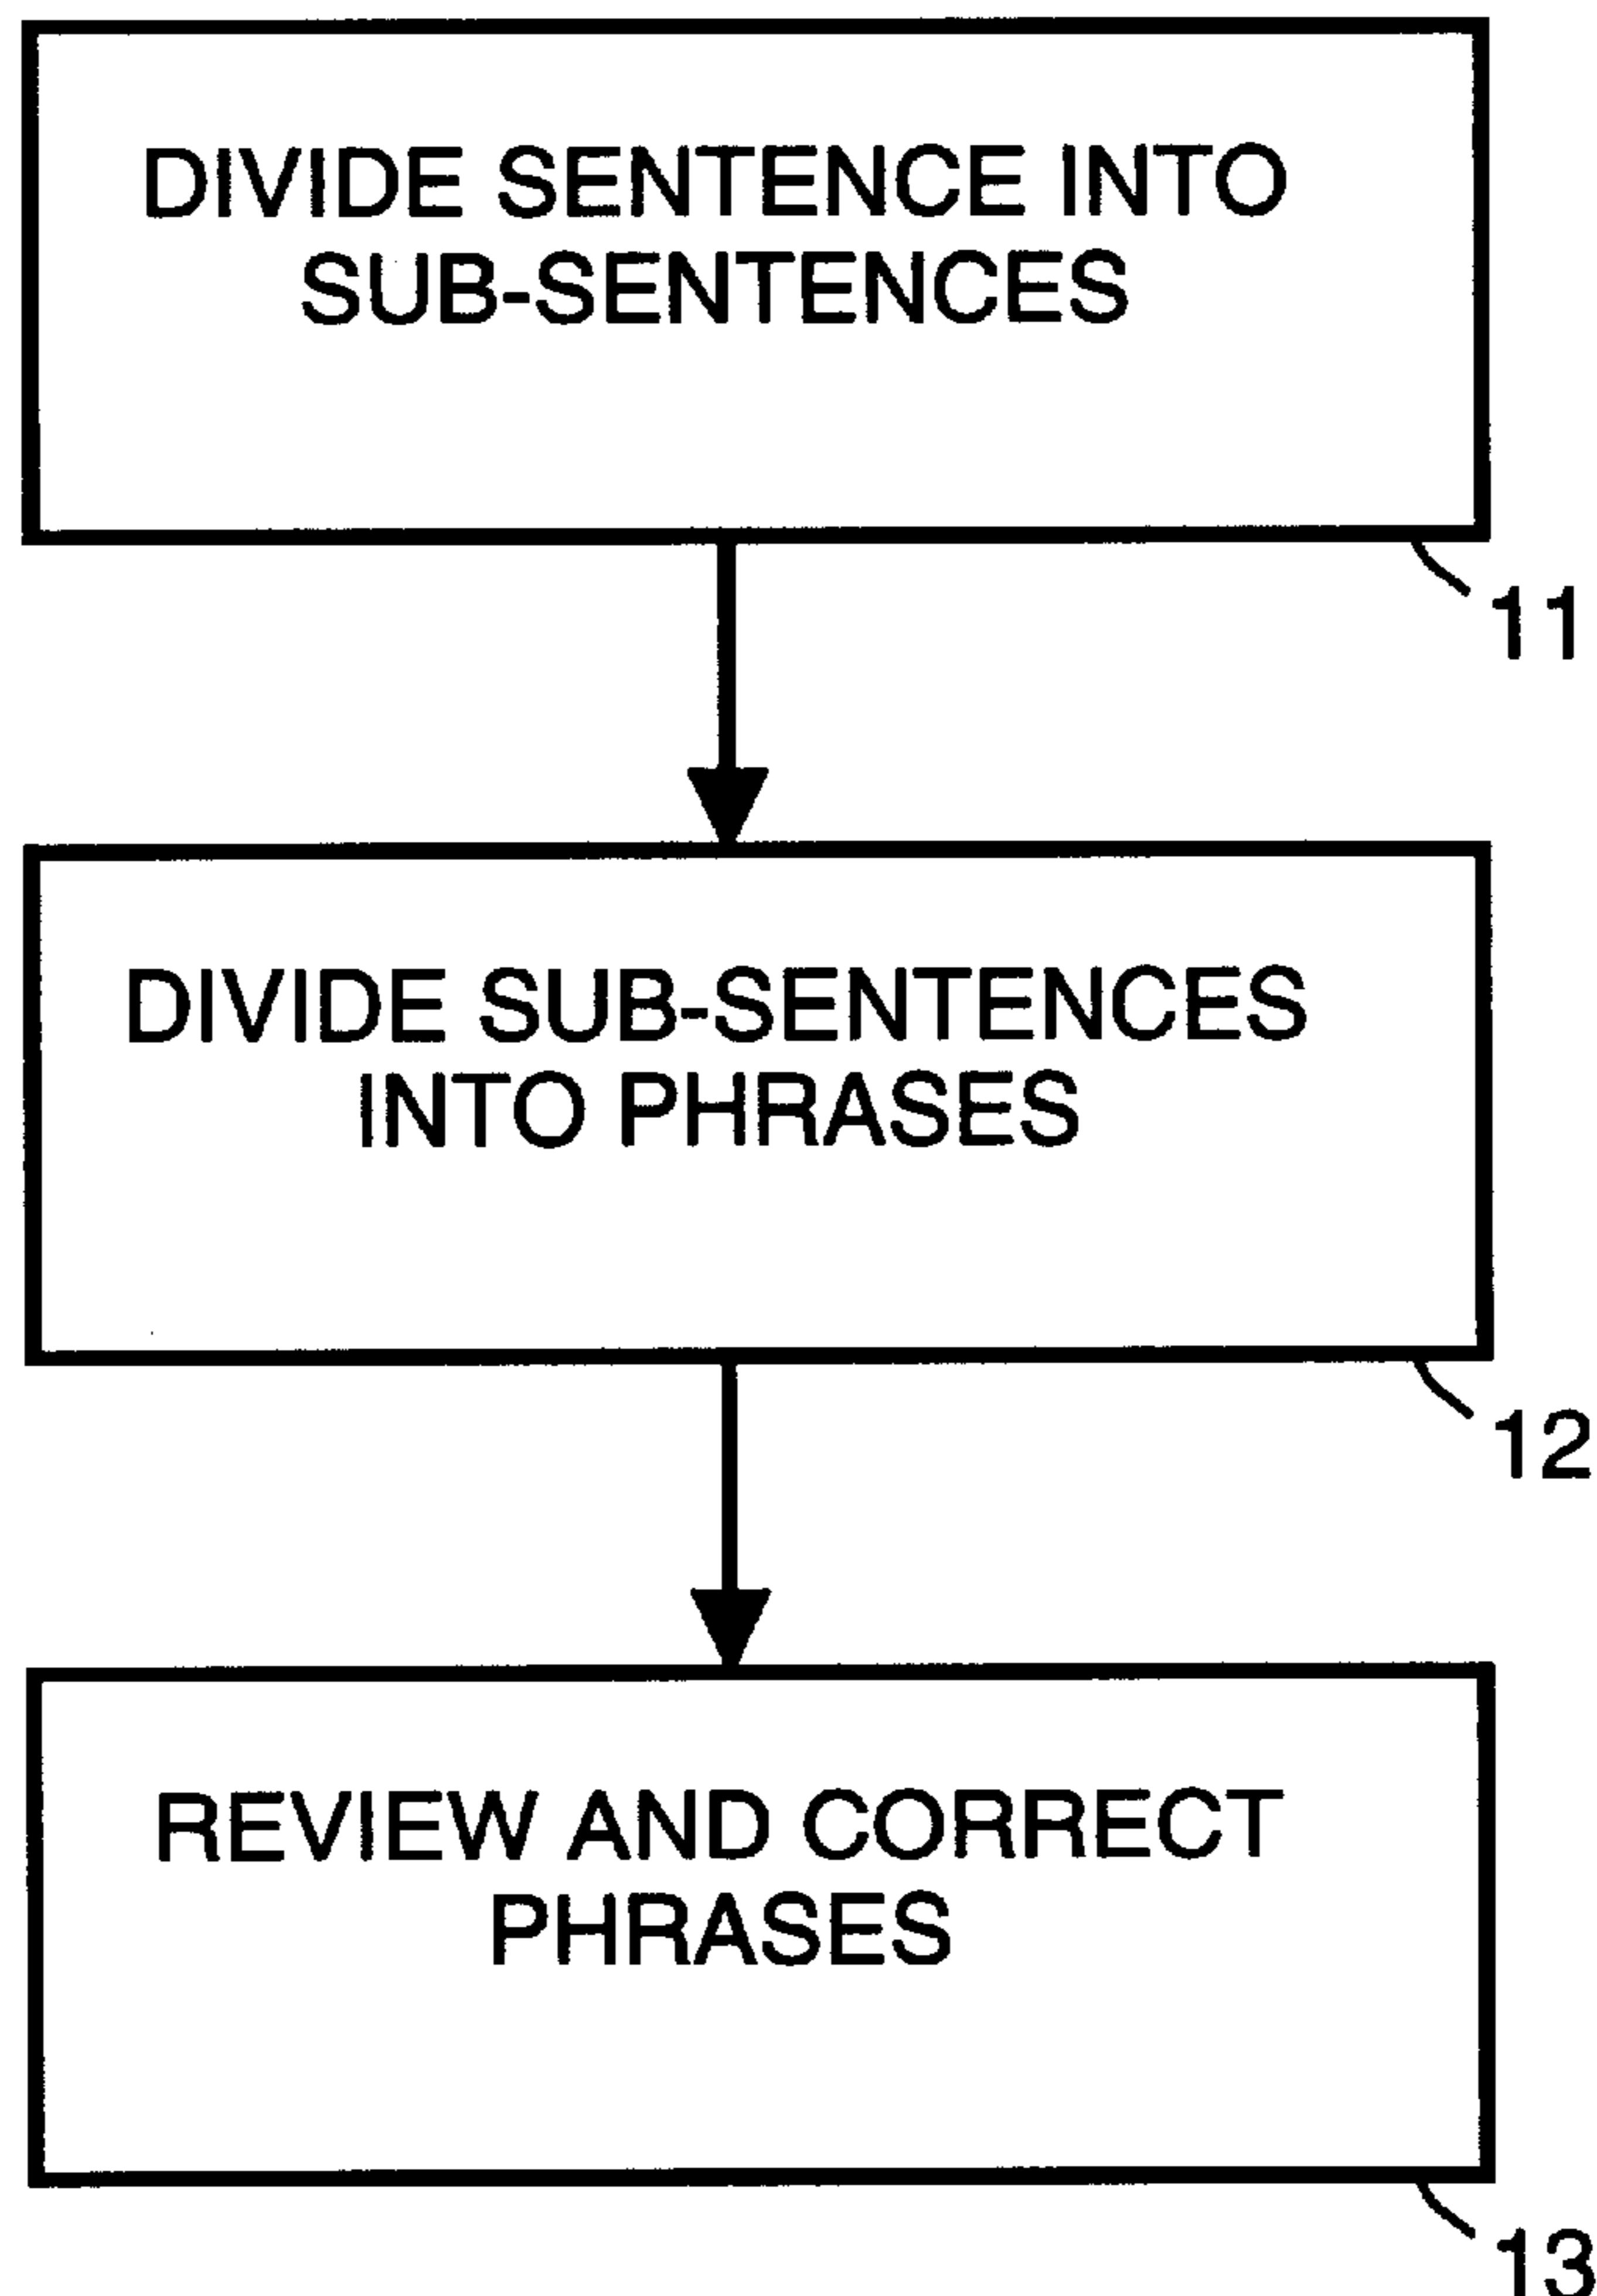 DIVIDE SENTENCE INTO
SUB-SENTENCES
11
DIVIDE SUB-SENTENCES
INTO PHRASES
12
REVIEW AND CORRECT
PHRASES
13